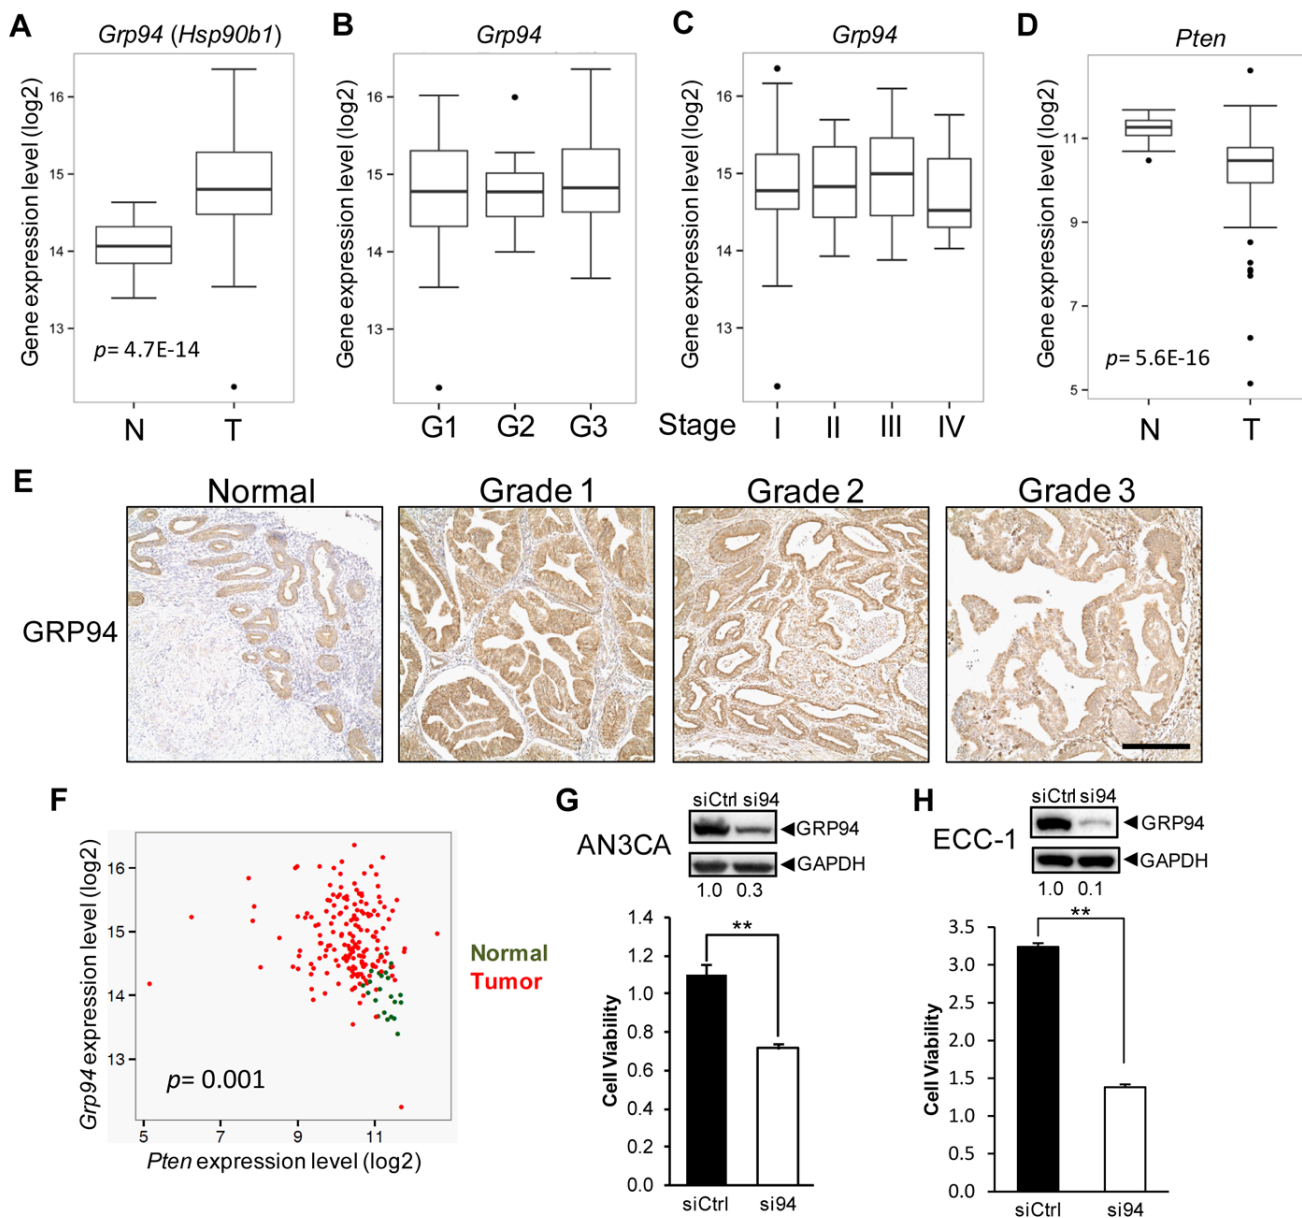 A
Grp94 (Hsp90b1)
Gene expression level (log2)
16
15
14
13
p= 4.7E-14
N
T
B
Grp94
Gene expression level (log2)
16
15
14
13
G1
G2
G3
C
Grp94
Gene expression level (log2)
16
15
14
13
Stage
I
II
III
IV
D
Pten
Gene expression level (log2)
11
9
7
5
p= 5.6E-16
N
T
E
Normal
Grade 1
Grade 2
Grade 3
GRP94
F
Grp94 expression level (log2)
16
15
14
13
p= 0.001
5
7
9
11
Pten expression level (log2)
Normal
Tumor
G
AN3CA
siCtrl si94
GRP94
GAPDH
1.0 0.3
Cell Viability
1.4
1.2
1.0
0.8
0.6
0.4
0.2
0.0
**
siCtrl
si94
H
ECC-1
siCtrl si94
GRP94
GAPDH
1.0 0.1
Cell Viability
3.5
3.0
2.5
2.0
1.5
1.0
0.5
0.0
**
siCtrl
si94